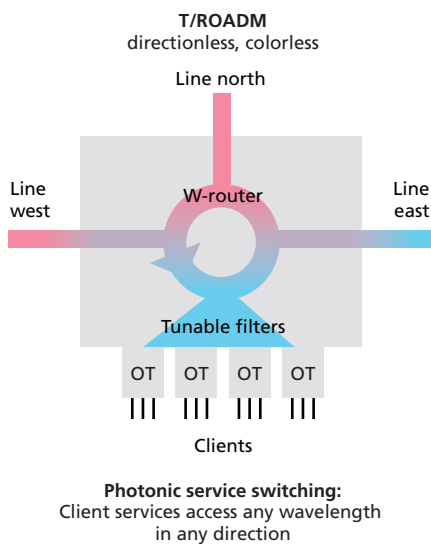 T/ROADM
directionless, colorless
Line north
W-router
Line
west
Line
east
Tunable filters
OT OT OT OT
Clients
Photonic service switching:
Client services access any wavelength
in any direction